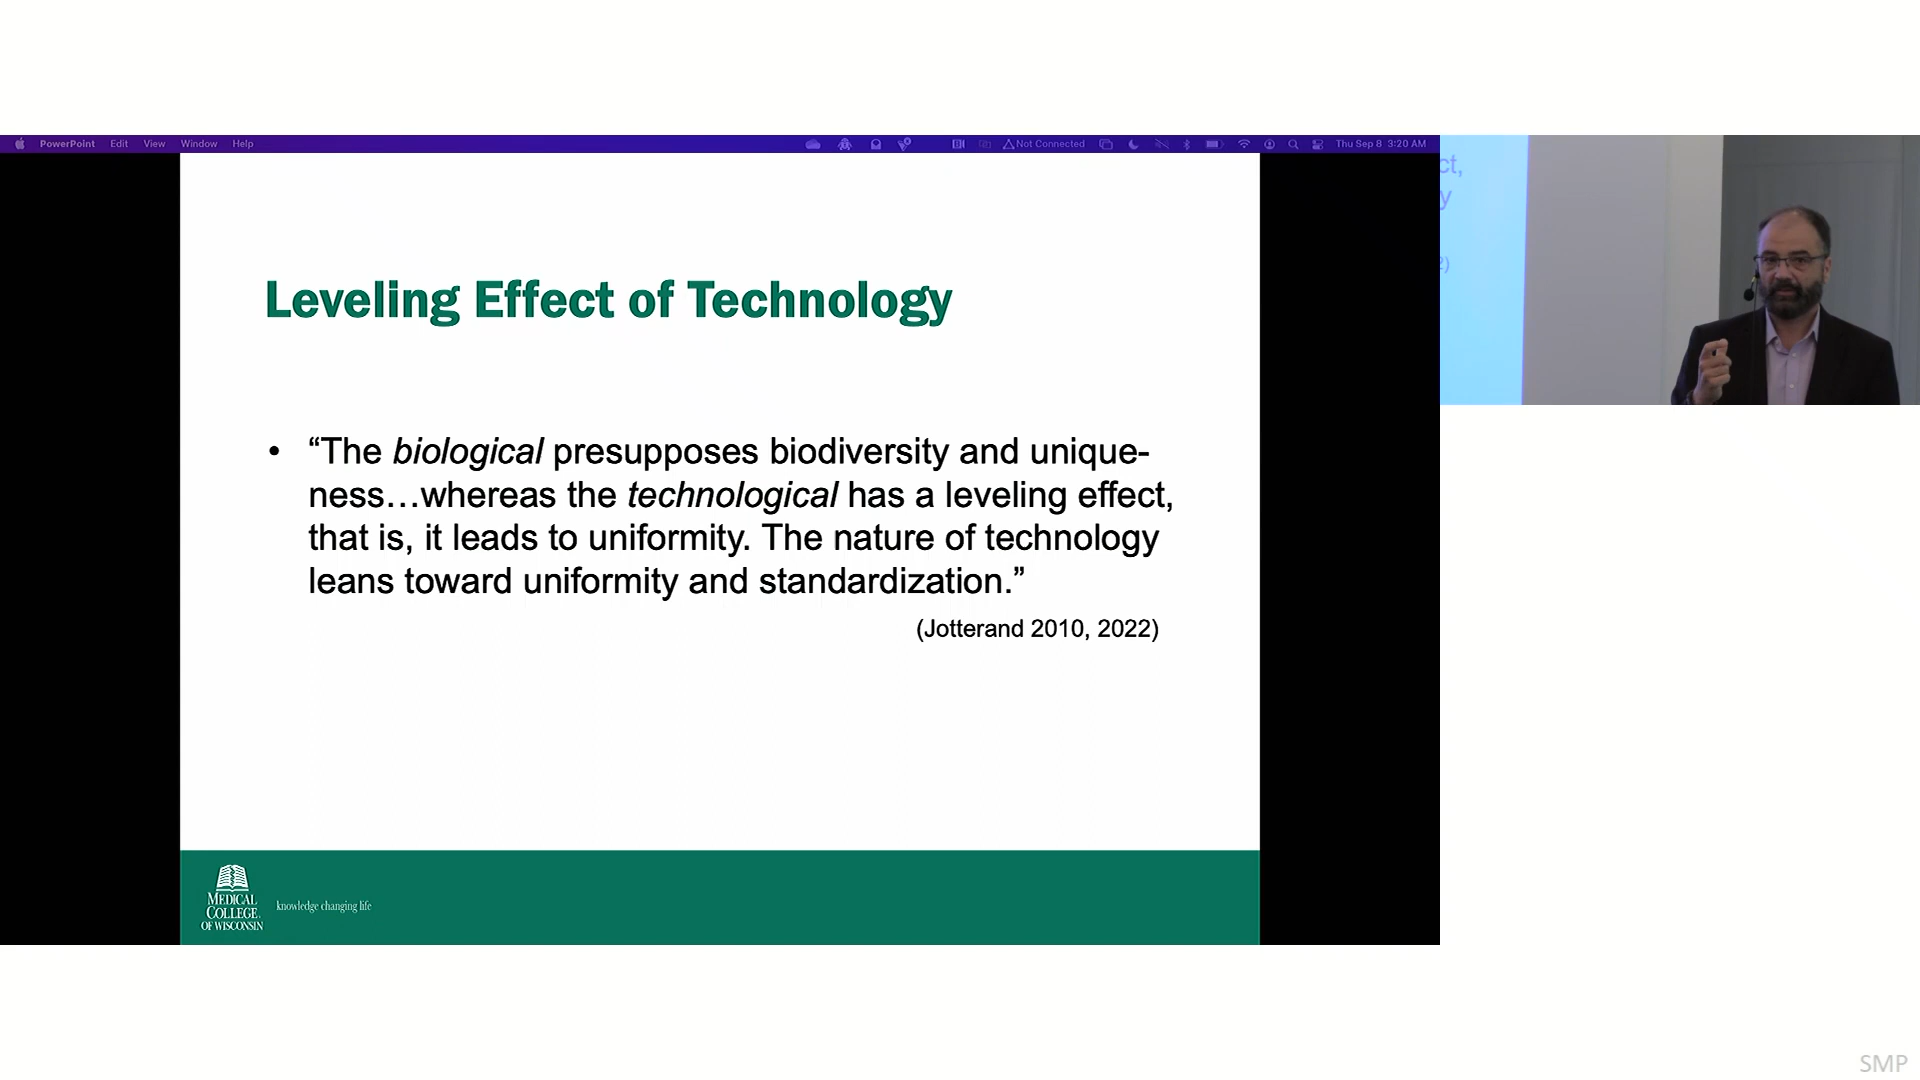 PowerPoint Edit View Window Help
Not Connected
Thu Sep 8 3:20 AM
Leveling Effect of Technology
• “The biological presupposes biodiversity and unique-
ness…whereas the technological has a leveling effect,
that is, it leads to uniformity. The nature of technology
leans toward uniformity and standardization.”
(Jotterand 2010, 2022)
MEDICAL
COLLEGE
OF WISCONSIN
knowledge changing life
ct,
y
2)
SMP